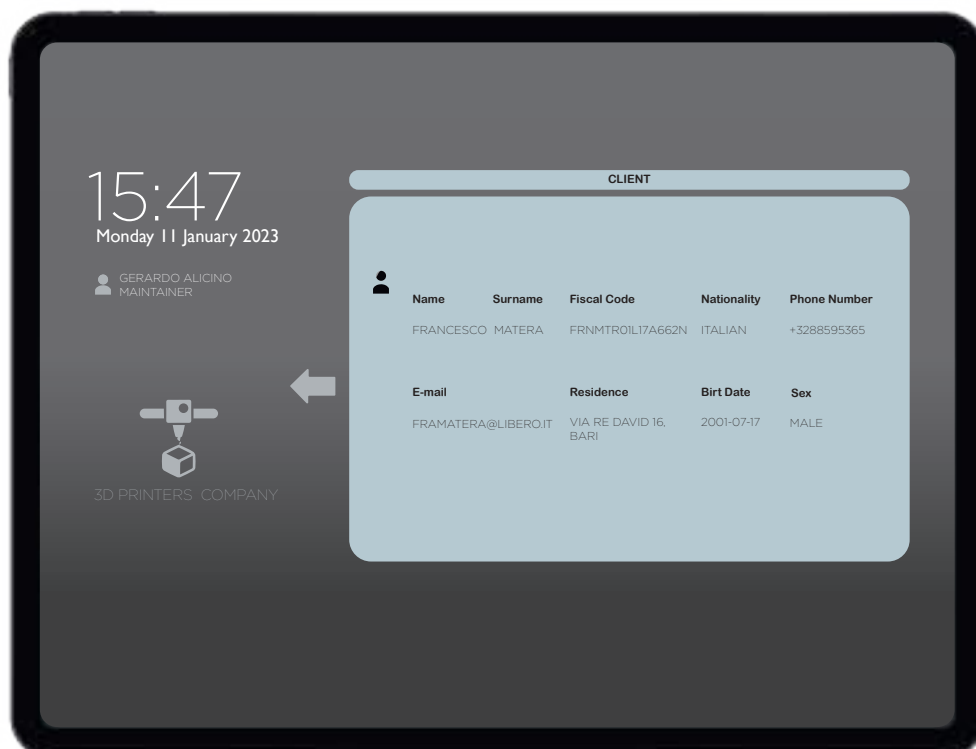 15:47
Monday 11 January 2023
GERARDO ALICINO
MAINTAINER
3D PRINTERS COMPANY
CLIENT
Name Surname Fiscal Code Nationality Phone Number
FRANCESCO MATERA FRNMTR01L17A662N ITALIAN +3288595365
E-mail Residence Birt Date Sex
FRAMATERA@LIBERO.IT VIA RE DAVID 16, 2001-07-17 MALE
BARI